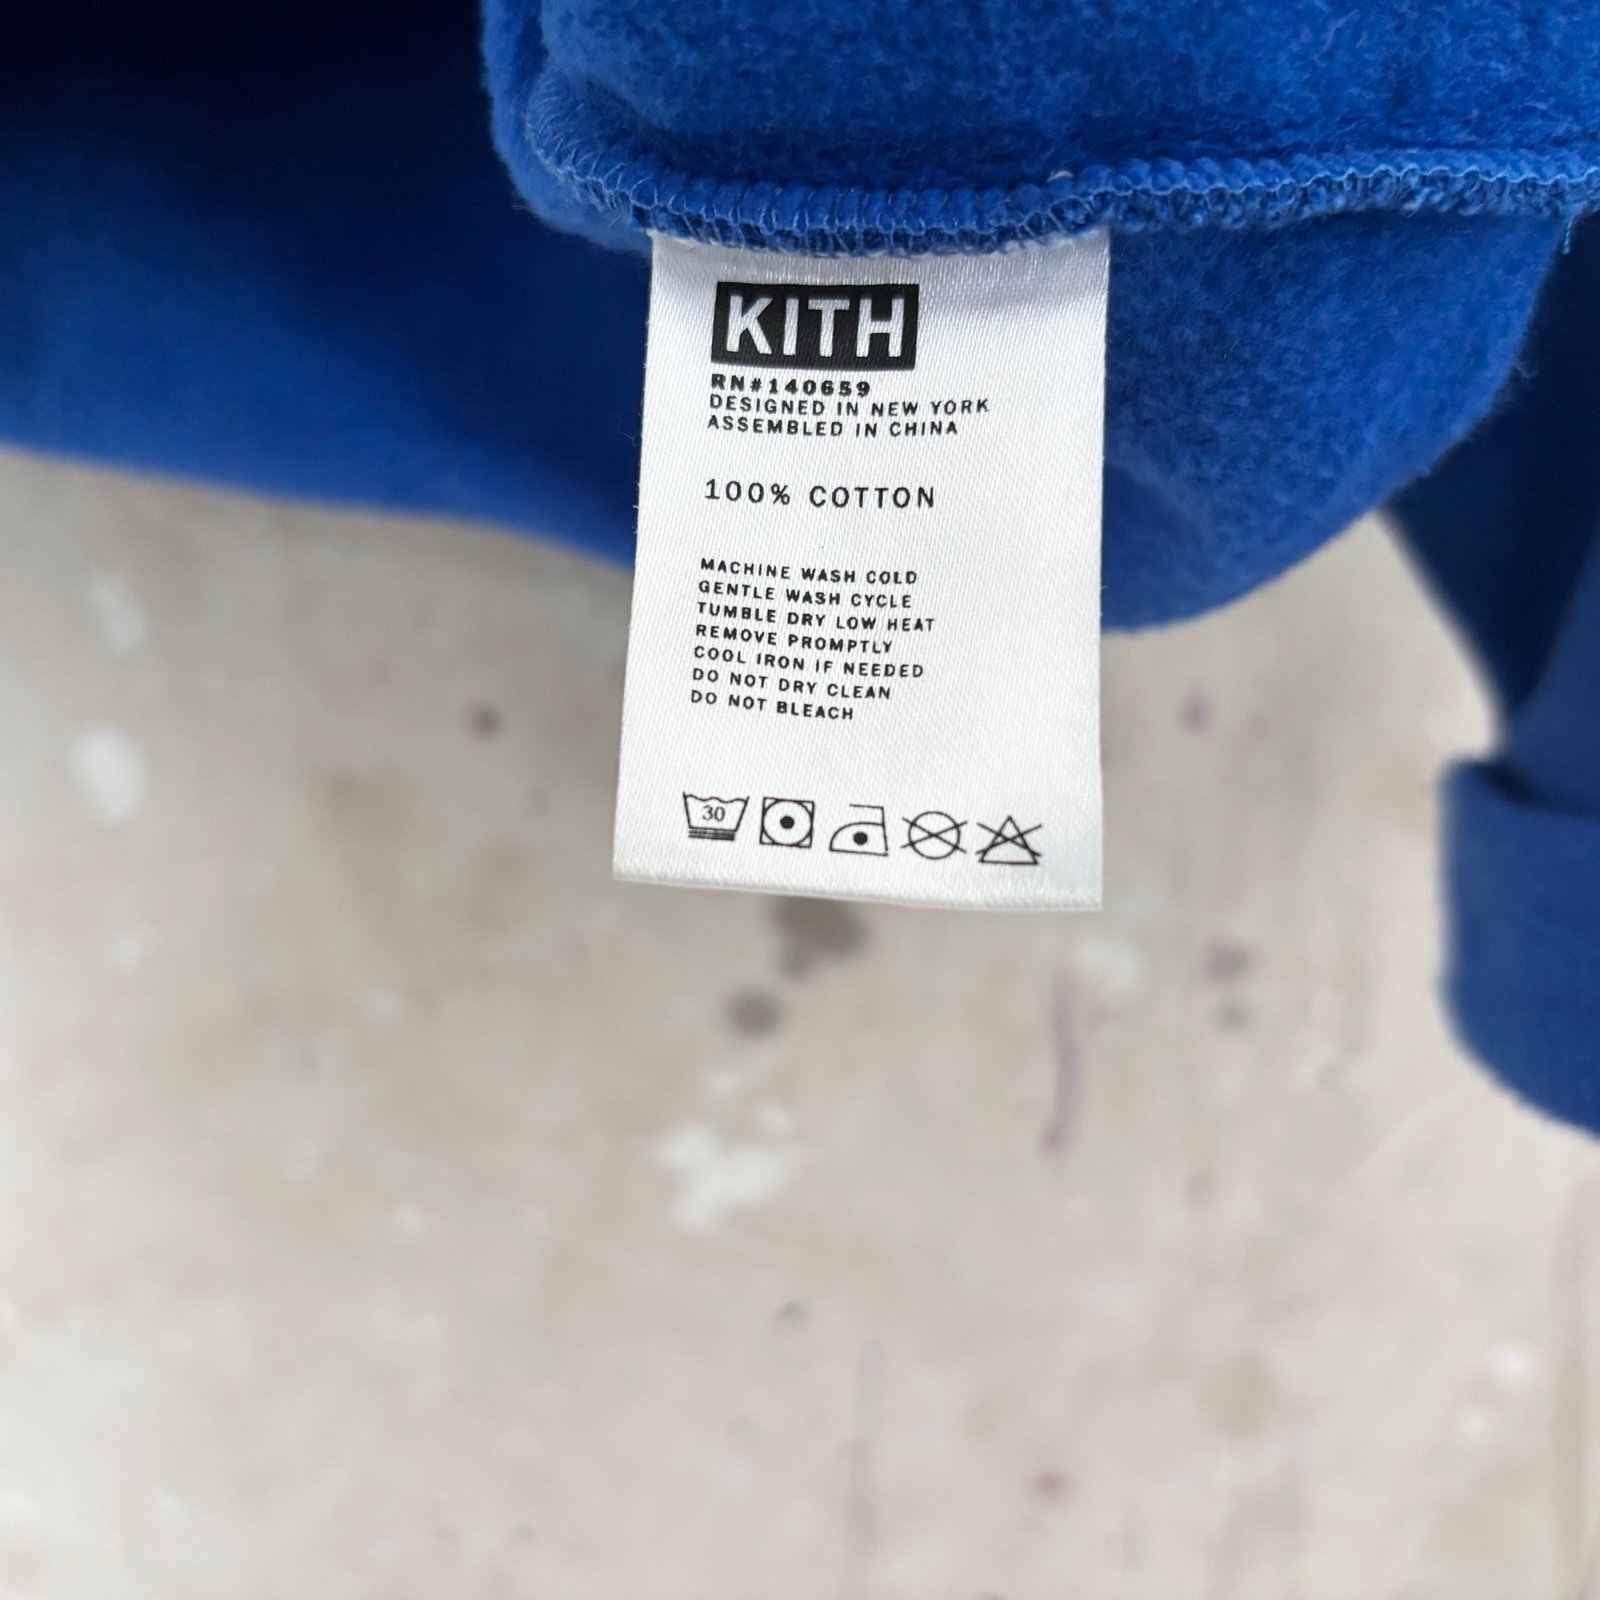 KITH
RN#140659
DESIGNED IN NEW YORK
ASSEMBLED IN CHINA
100% COTTON
MACHINE WASH COLD
GENTLE WASH CYCLE
TUMBLE DRY LOW HEAT
REMOVE PROMPTLY
COOL IRON IF NEEDED
DO NOT DRY CLEAN
DO NOT BLEACH
30